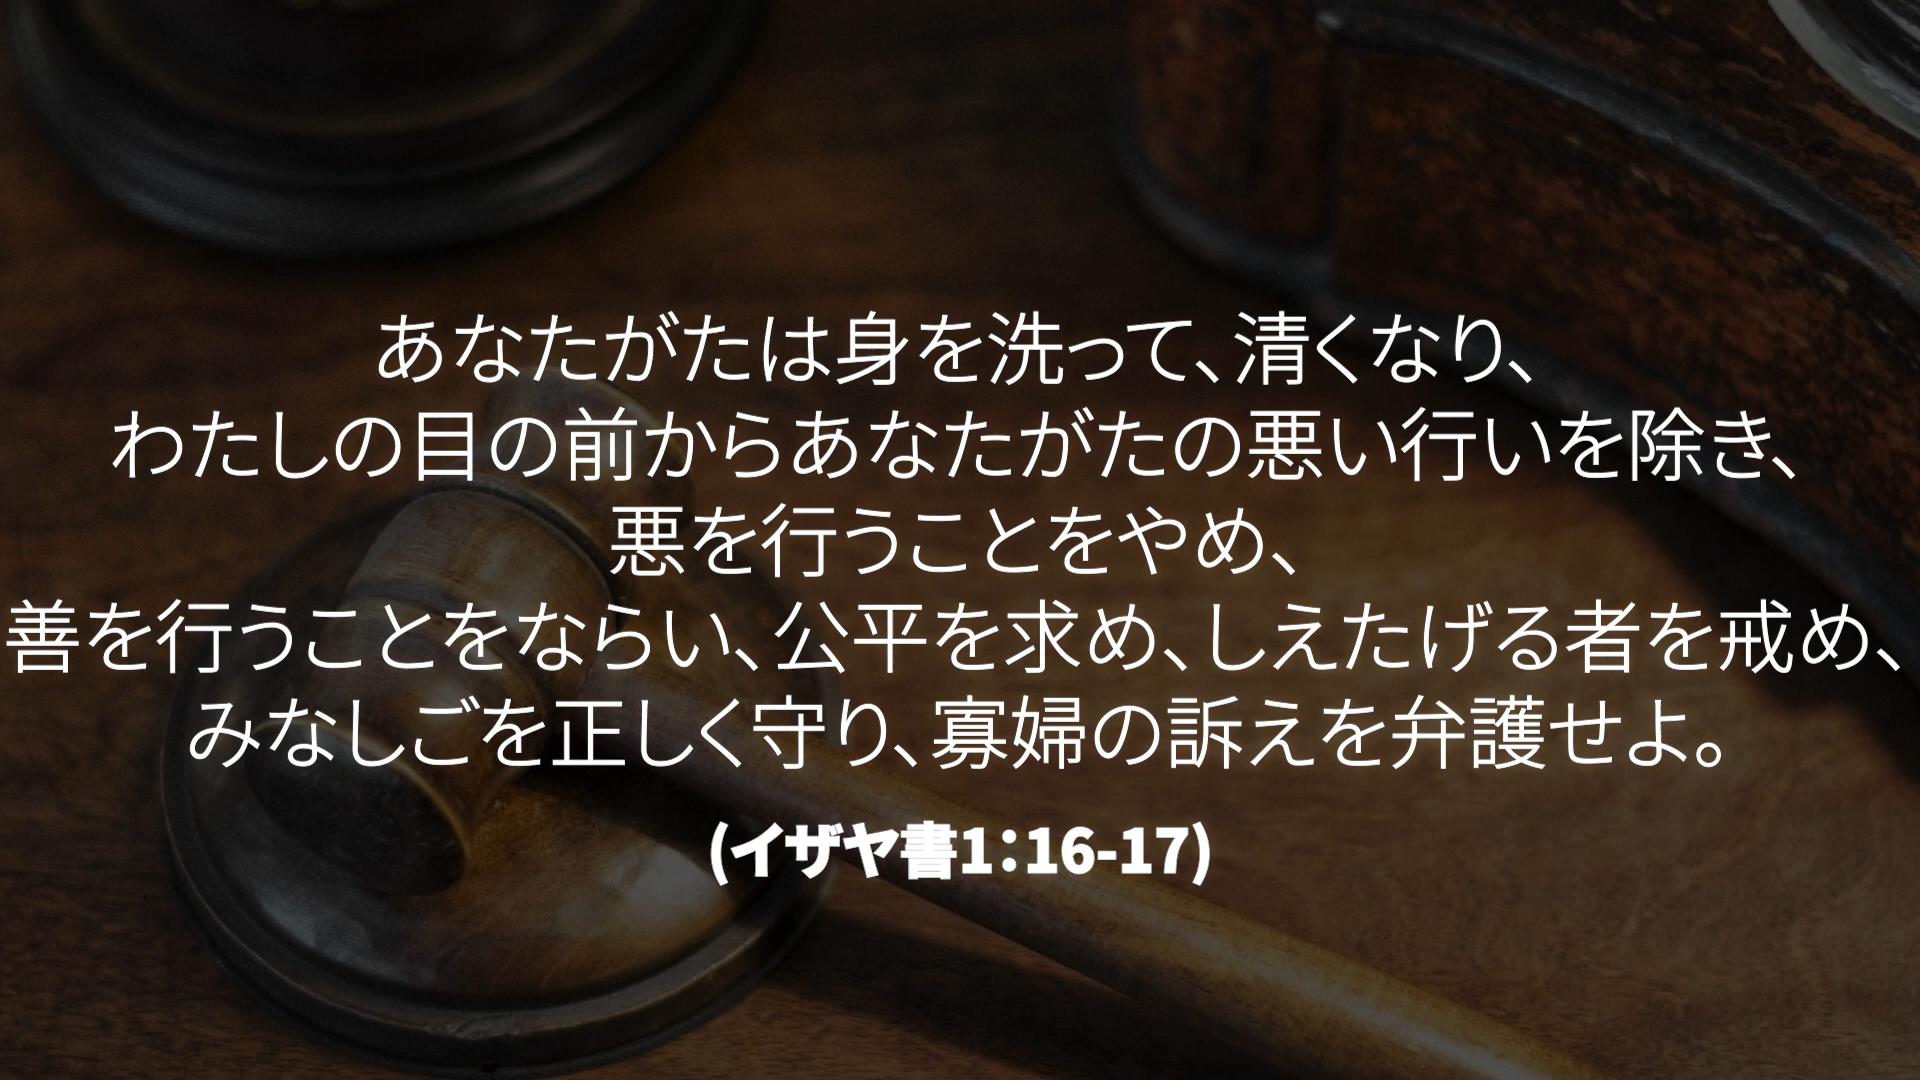 あなたがたは身を洗って、清くなり、
わたしの目の前からあなたがたの悪い行いを除き、
悪を行うことをやめ、
善を行うことをならい、公平を求め、しえたげる者を戒め、
みなしごを正しく守り、寡婦の訴えを弁護せよ。
(イザヤ書1：16-17)